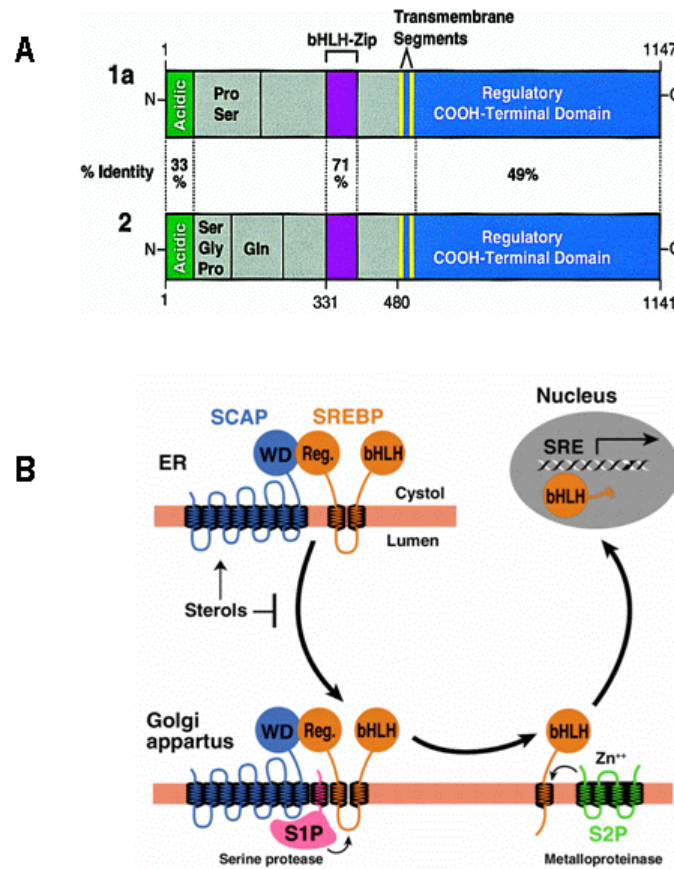 A
Transmembrane
Segments
bHLH-Zip
1
1147
1a
N-
Acidic
Pro
Ser
Regulatory
COOH-Terminal Domain
-C
% Identity
33
%
71
%
49%
2
N-
Acidic
Ser
Gly
Pro
Gln
Regulatory
COOH-Terminal Domain
1
331
480
1141
B
SCAP
SREBP
Nucleus
SRE
ER
WD
Reg.
bHLH
bHLH
Cystol
Lumen
Sterols
Golgi
appartus
WD
Reg.
bHLH
bHLH
Zn++
S1P
S2P
Serine protease
Metalloproteinase